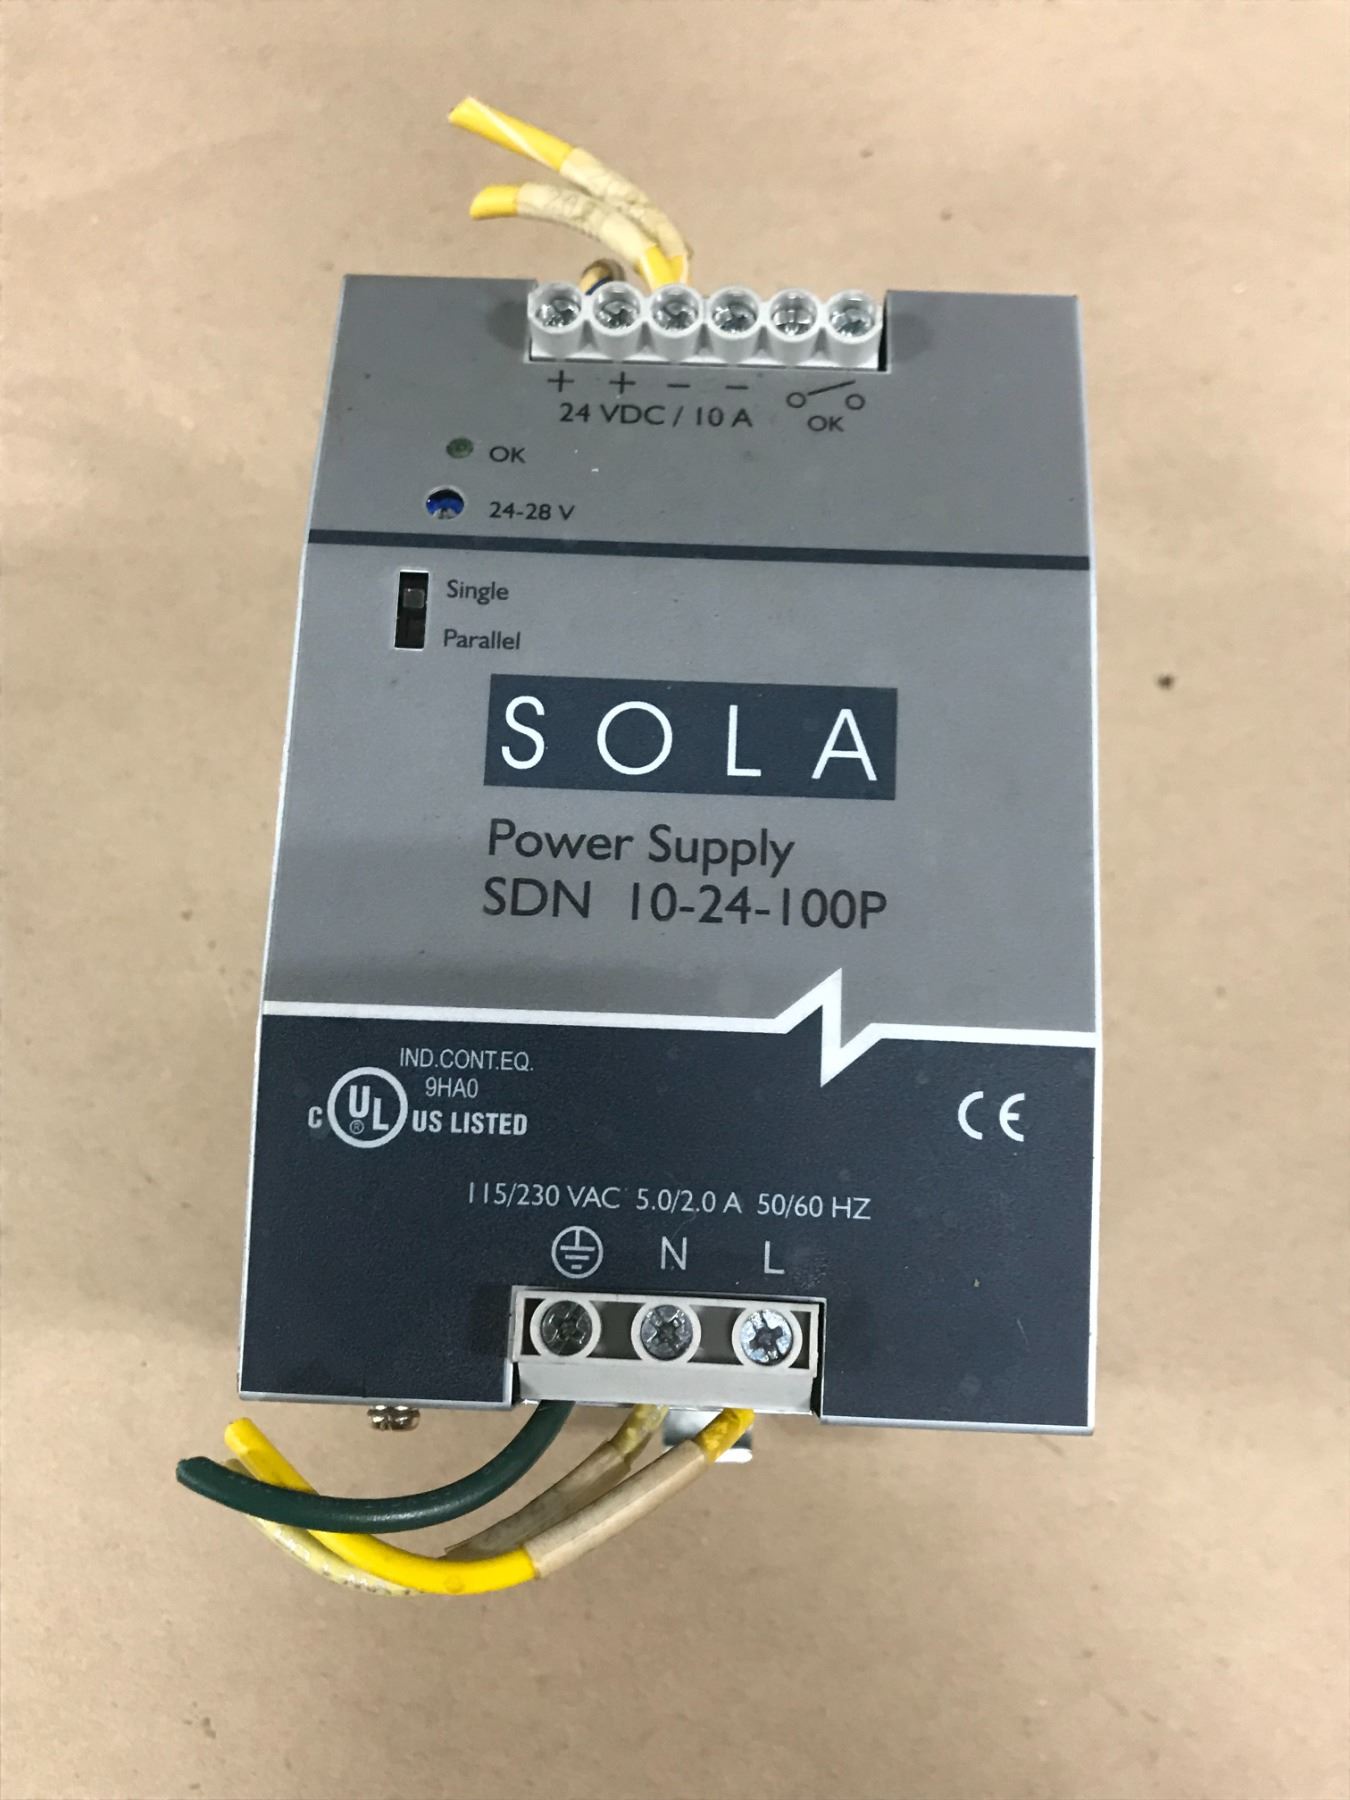 + + - -
24 VDC / 10 A
OK
OK
24-28 V
Single
Parallel
SOLA
Power Supply
SDN 10-24-100P
IND.CONT.EQ.
9HA0
C UL ® US LISTED
CE
115/230 VAC 5.0/2.0 A 50/60 HZ
N L